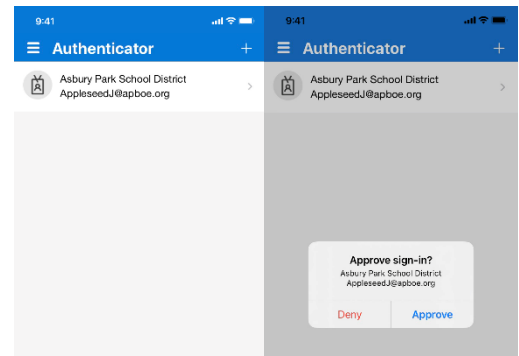 9:41
Authenticator
Asbury Park School District
AppleseedJ@apboe.org
9:41
Authenticator
Asbury Park School District
AppleseedJ@apboe.org
Approve sign-in?
Asbury Park School District
AppleseedJ@apboe.org
Deny Approve